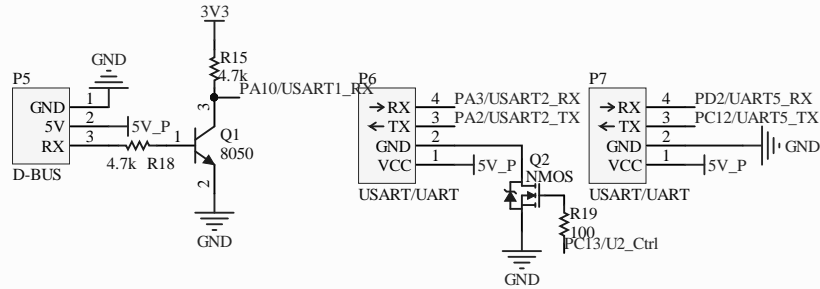 3V3
R15
4.7k
PA10/USART1_RX
3
Q1
8050
1
2
GND
P5
GND
1
GND
5V
2
5V_P
RX
3
4.7k
R18
D-BUS
P6
RX
4
PA3/USART2_RX
TX
3
PA2/USART2_TX
GND
2
VCC
1
5V_P
USART/UART
Q2
NMOS
R19
100
PC13/U2_Ctrl
GND
P7
RX
4
PD2/UART5_RX
TX
3
PC12/UART5_TX
GND
2
GND
VCC
1
5V_P
USART/UART